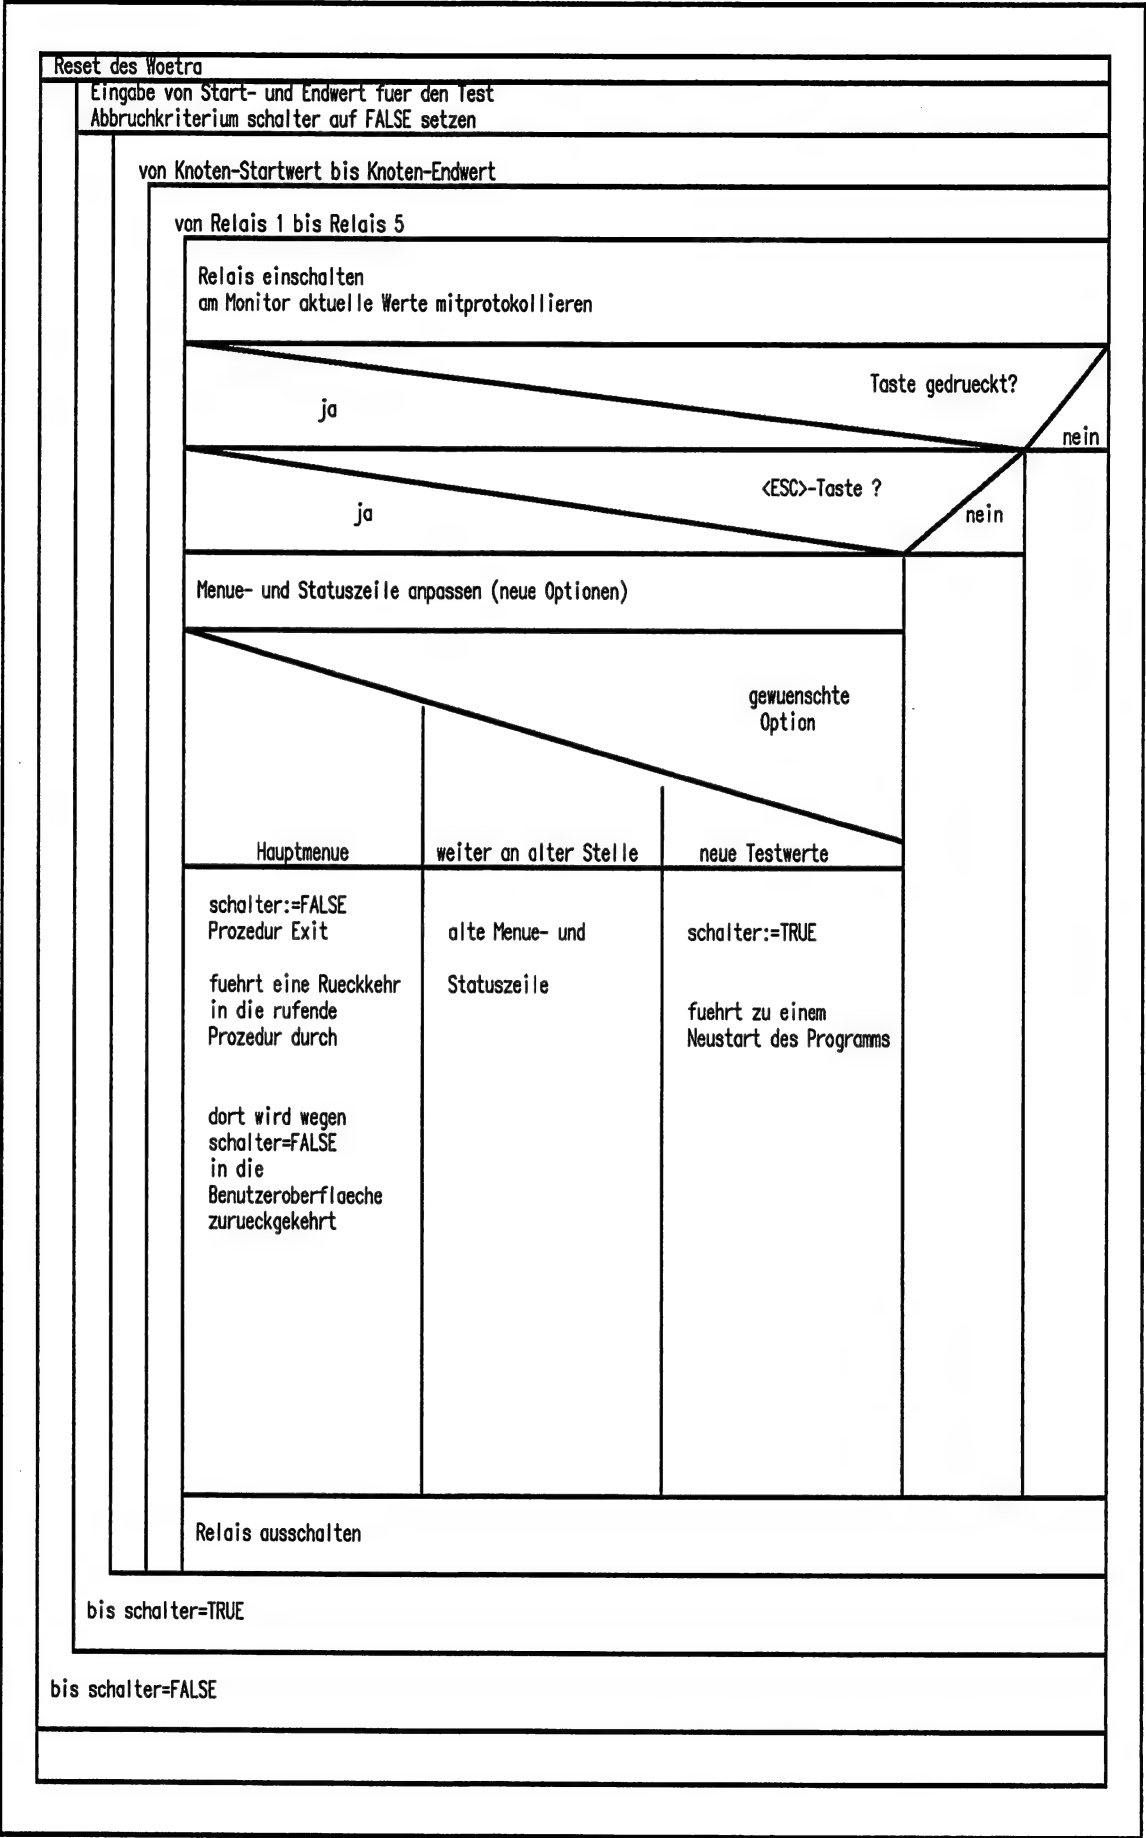 Reset des Woetra
Eingabe von Start- und Endwert fuer den Test
Abbruchkriterium schalter auf FALSE setzen
von Knoten-Startwert bis Knoten-Endwert
von Relais 1 bis Relais 5
Relais einschalten
am Monitor aktuelle Werte mitprotokollieren
Taste gedrueckt?
ja
nein
<ESC>-Taste ?
ja
nein
Menue- und Statuszeile anpassen (neue Optionen)
gewuenschte
Option
Hauptmenue
weiter an alter Stelle
neue Testwerte
schalter:=FALSE
Prozedur Exit
fuehrt eine Rueckkehr
in die rufende
Prozedur durch
dort wird wegen
schalter=FALSE
in die
Benutzeroberflaeche
zurueckgekehrt
alte Menue- und
Statuszeile
schalter:=TRUE
fuehrt zu einem
Neustart des Programms
Relais ausschalten
bis schalter=TRUE
bis schalter=FALSE